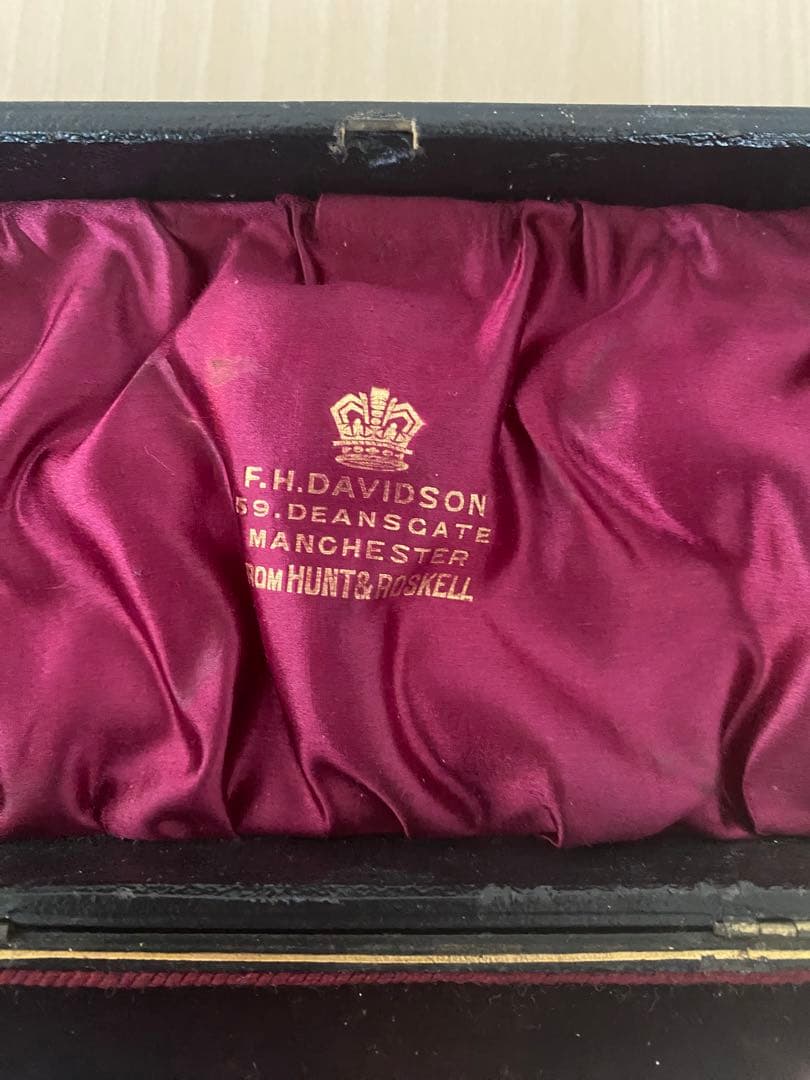 F.H.DAVIDSON
59.DEANSGATE
MANCHESTER
ROM HUNT & ROSKELL